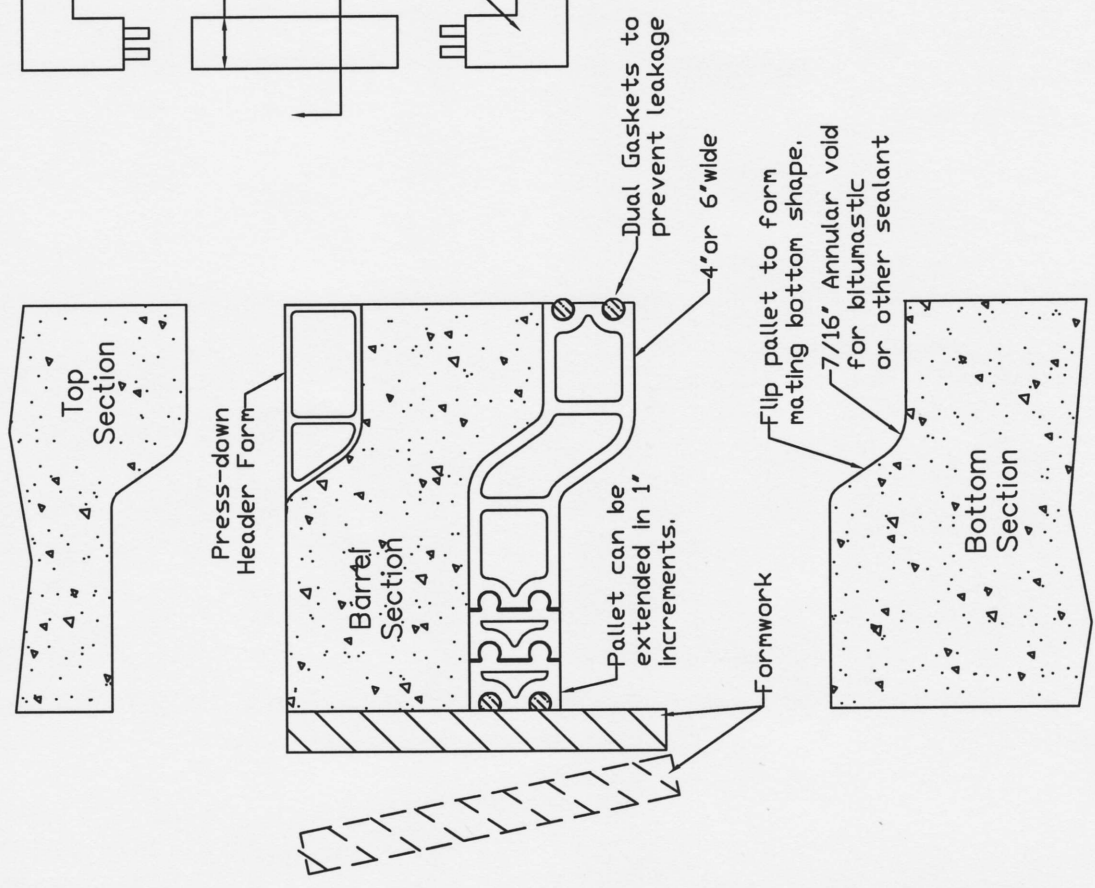 Top
Section
Press-down
Header Form
Barrel
Section
Dual Gaskets to
prevent leakage
4" or 6" wide
Pallet can be
extended in 1"
increments.
Formwork
Flip pallet to form
mating bottom shape.
7/16" Annular void
for bitumastic
or other sealant
Bottom
Section